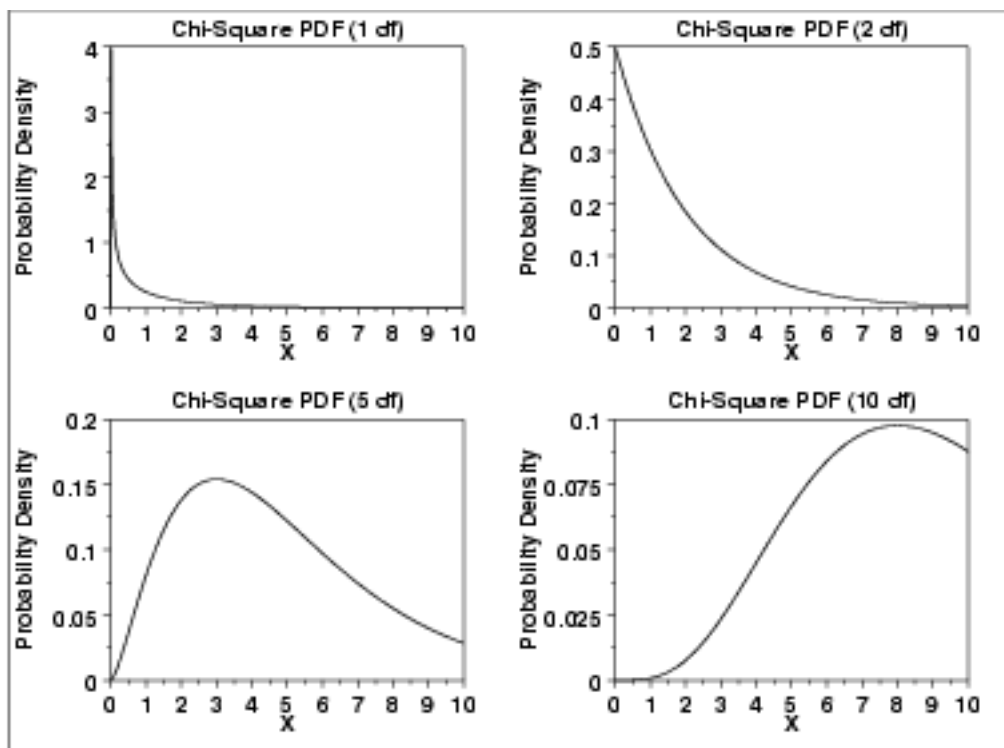 Chi-Square PDF (1 df)
Probability Density
4
3
2
1
0
0 1 2 3 4 5 6 7 8 9 10
X
Chi-Square PDF (2 df)
Probability Density
0.5
0.4
0.3
0.2
0.1
0
0 1 2 3 4 5 6 7 8 9 10
X
Chi-Square PDF (5 df)
Probability Density
0.2
0.15
0.1
0.05
0
0 1 2 3 4 5 6 7 8 9 10
X
Chi-Square PDF (10 df)
Probability Density
0.1
0.075
0.05
0.025
0
0 1 2 3 4 5 6 7 8 9 10
X